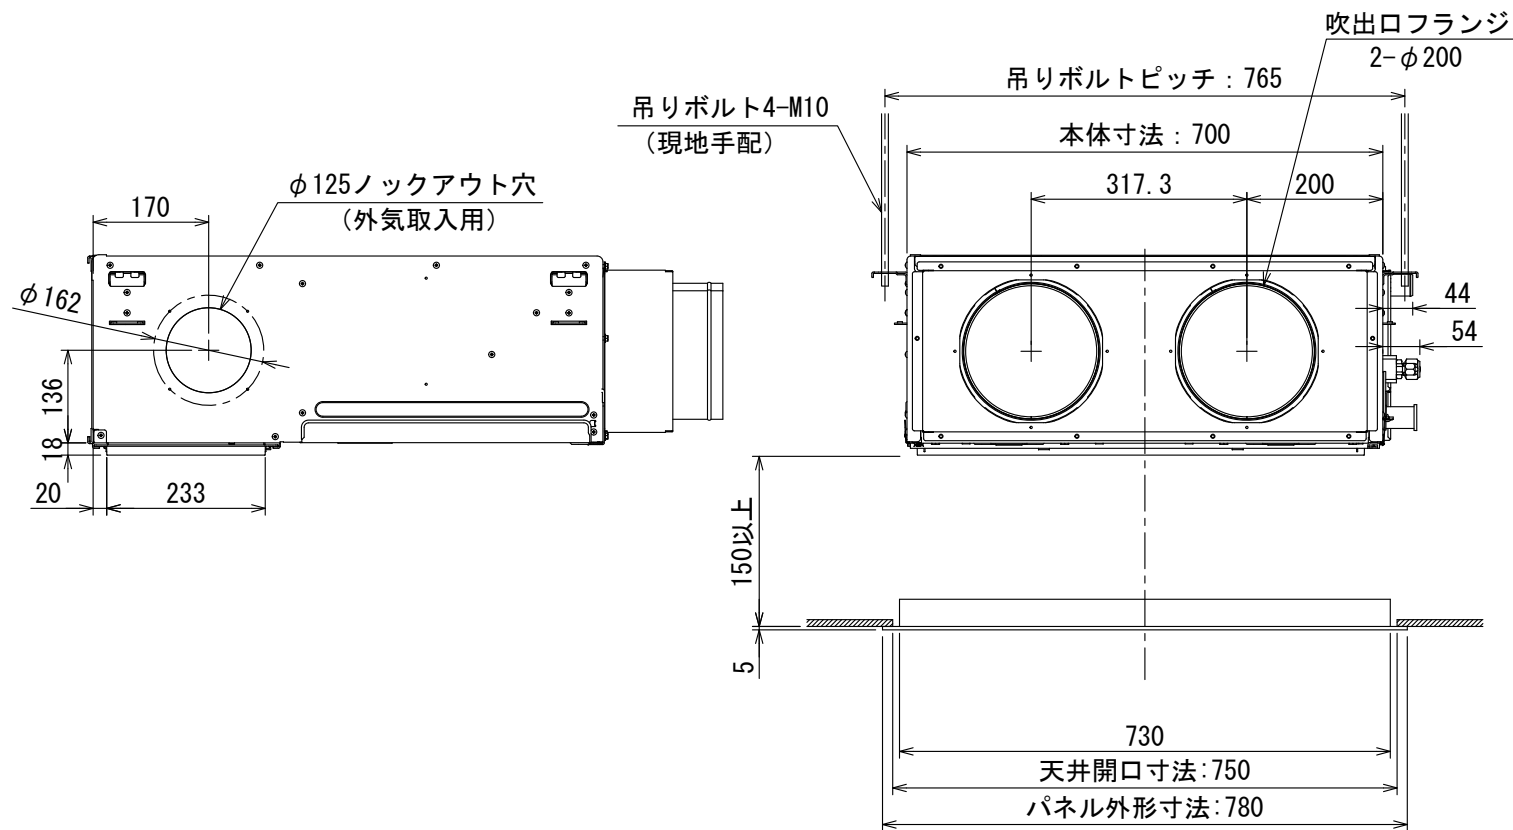 吹出口フランジ
2-φ200
吊りボルトピッチ：765
吊りボルト4-M10
（現地手配）
本体寸法：700
317.3
200
φ125ノックアウト穴
（外気取入用）
170
φ162
136
18
20
233
44
54
150以上
5
730
天井開口寸法:750
パネル外形寸法:780